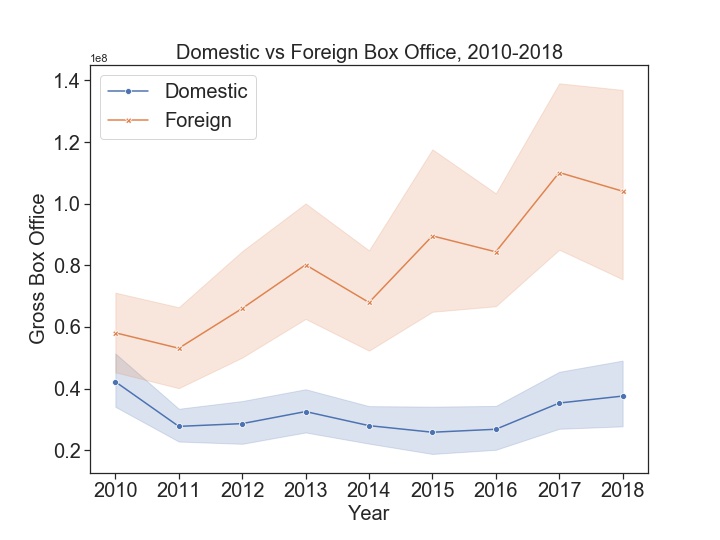 Domestic vs Foreign Box Office, 2010-2018
1e8
Domestic
Foreign
1.4
1.2
1.0
0.8
0.6
0.4
0.2
Gross Box Office
2010 2011 2012 2013 2014 2015 2016 2017 2018
Year